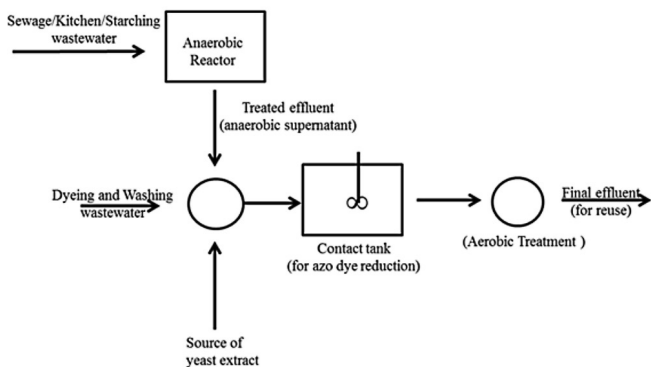 Sewage/Kitchen/Starching
wastewater
Anaerobic
Reactor
Treated effluent
(anaerobic supernatant)
Dyeing and Washing
wastewater
Contact tank
(for azo dye reduction)
(Aerobic Treatment )
Final effluent
(for reuse)
Source of
yeast extract